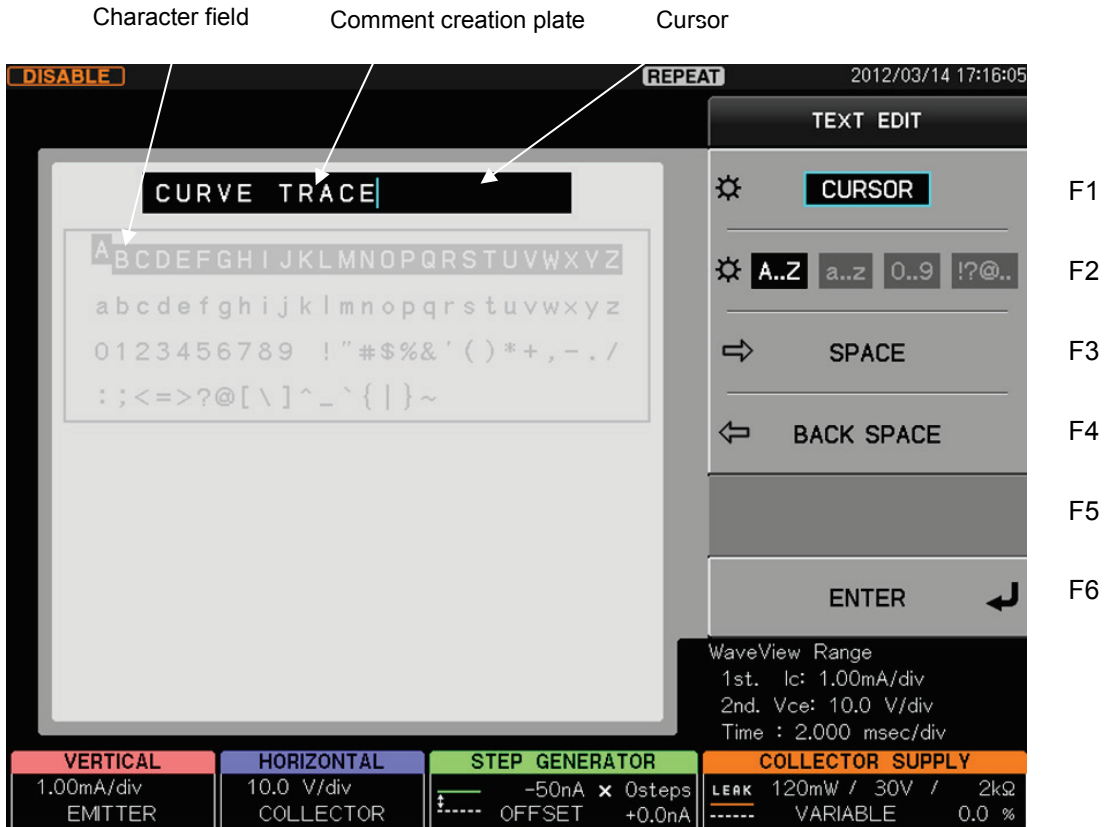 Character field Comment creation plate Cursor
DISABLE REPEAT 2012/03/14 17:16:05
TEXT EDIT
CURVE TRACE
CURSOR F1
ABCDEFGHIJKLMNOPQRSTUVWXYZ
A..Z a..z 0..9 !?@.. F2
abcdefghijklmnopqrstuvwxyz
0123456789 !"#$%&'()*+,-./
SPACE F3
:;<=>?@[\]^_`{|}~
BACK SPACE F4
F5
ENTER F6
WaveView Range
1st. Ic: 1.00mA/div
2nd. Vce: 10.0 V/div
Time : 2.000 msec/div
VERTICAL HORIZONTAL STEP GENERATOR COLLECTOR SUPPLY
1.00mA/div 10.0 V/div -50nA × 0steps LEAK 120mW / 30V / 2kΩ
EMITTER COLLECTOR OFFSET +0.0nA VARIABLE 0.0 %